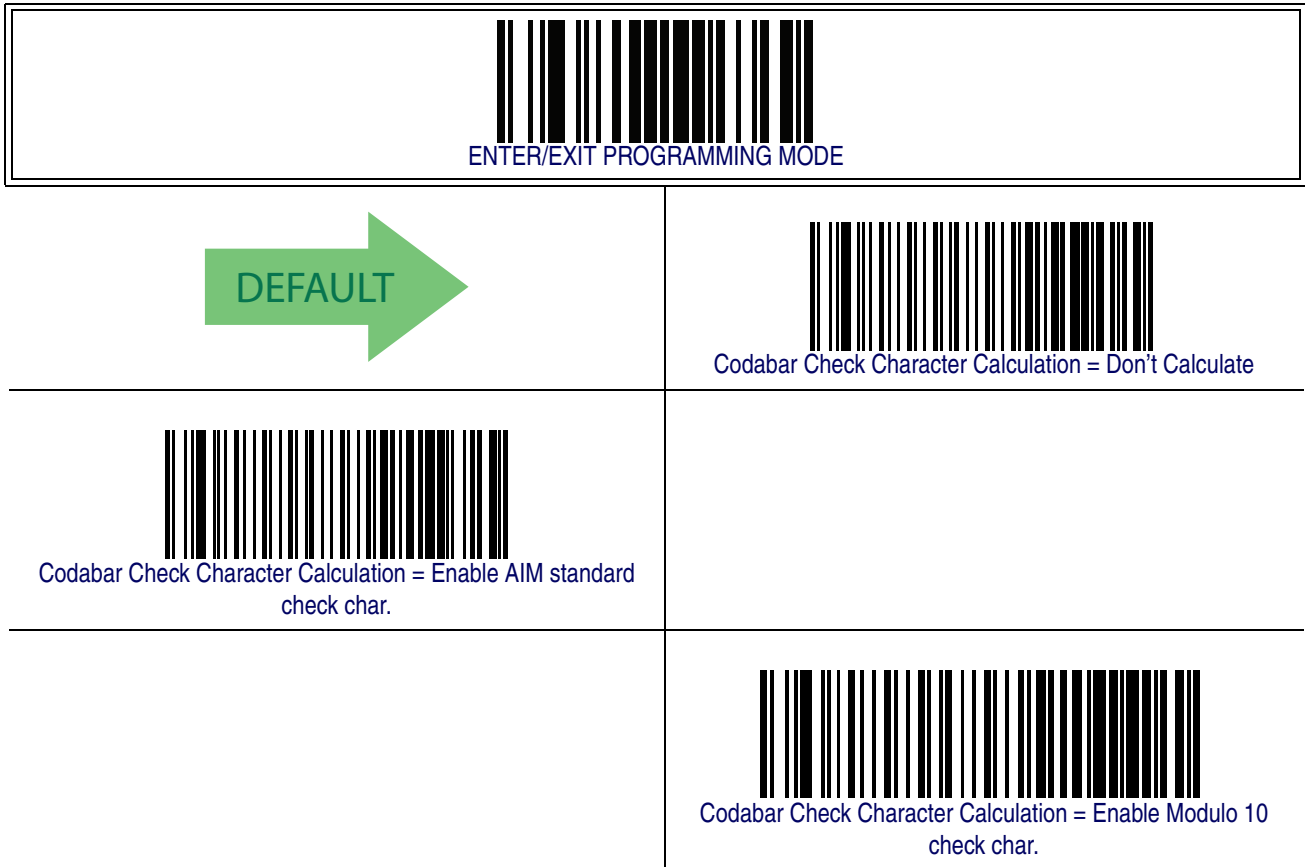 ENTER/EXIT PROGRAMMING MODE
DEFAULT
Codabar Check Character Calculation = Don't Calculate
Codabar Check Character Calculation = Enable AIM standard
check char.
Codabar Check Character Calculation = Enable Modulo 10
check char.